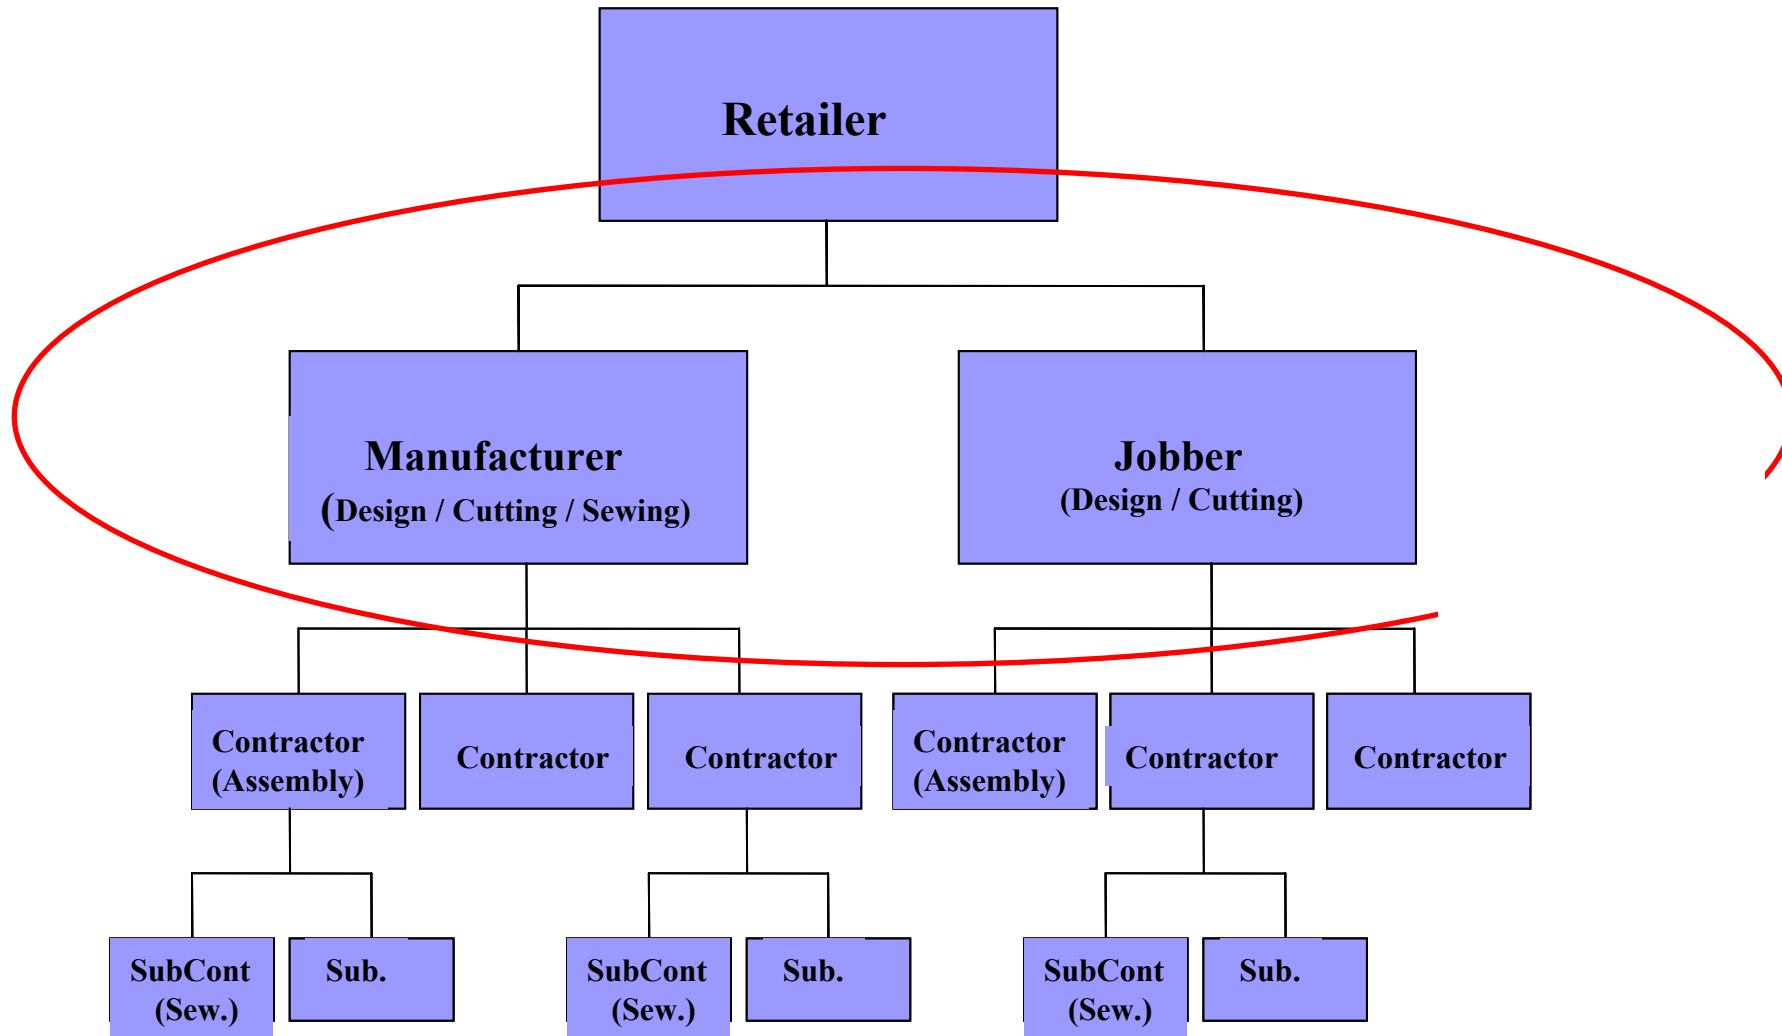 Retailer
Manufacturer
(Design / Cutting / Sewing)
Jobber
(Design / Cutting)
Contractor
(Assembly)
Contractor
Contractor
Contractor
(Assembly)
Contractor
Contractor
SubCont
(Sew.)
Sub.
SubCont
(Sew.)
Sub.
SubCont
(Sew.)
Sub.